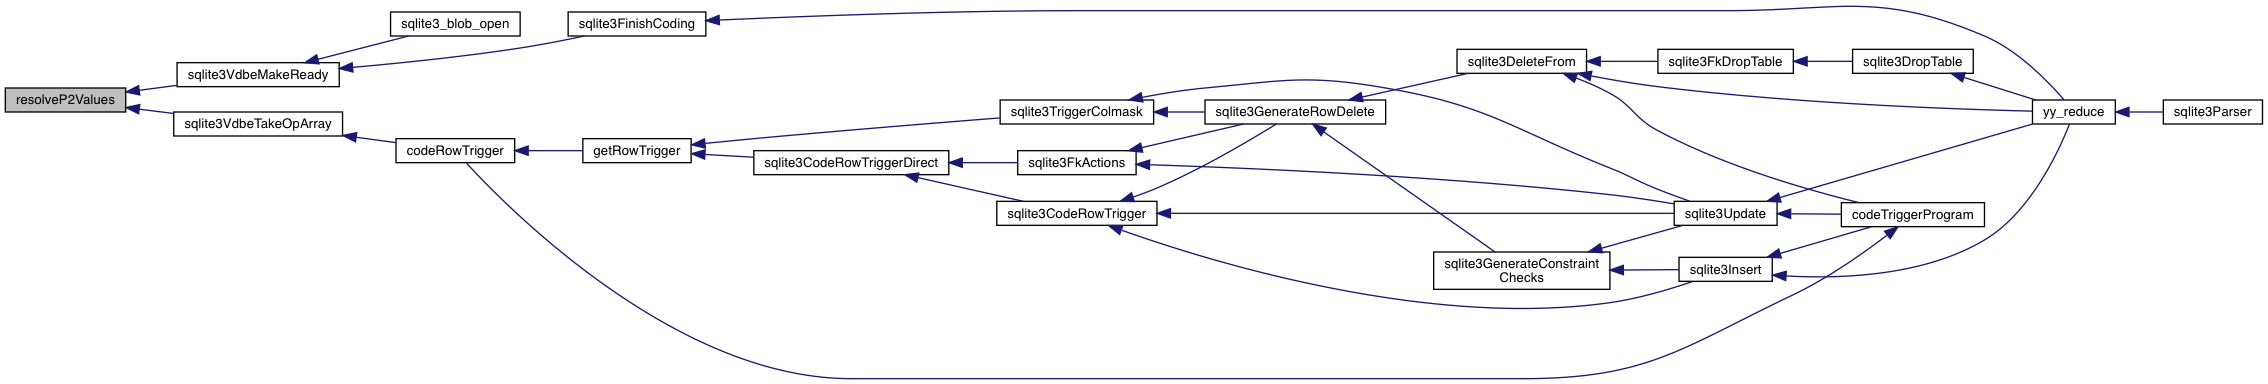 resolveP2Values
sqlite3VdbeMakeReady
sqlite3VdbeTakeOpArray
sqlite3_blob_open
codeRowTrigger
sqlite3FinishCoding
getRowTrigger
sqlite3CodeRowTriggerDirect
sqlite3TriggerColmask
sqlite3FkActions
sqlite3CodeRowTrigger
sqlite3GenerateRowDelete
sqlite3DeleteFrom
sqlite3GenerateConstraint
Checks
sqlite3FkDropTable
sqlite3Update
sqlite3Insert
sqlite3DropTable
codeTriggerProgram
yy_reduce
sqlite3Parser